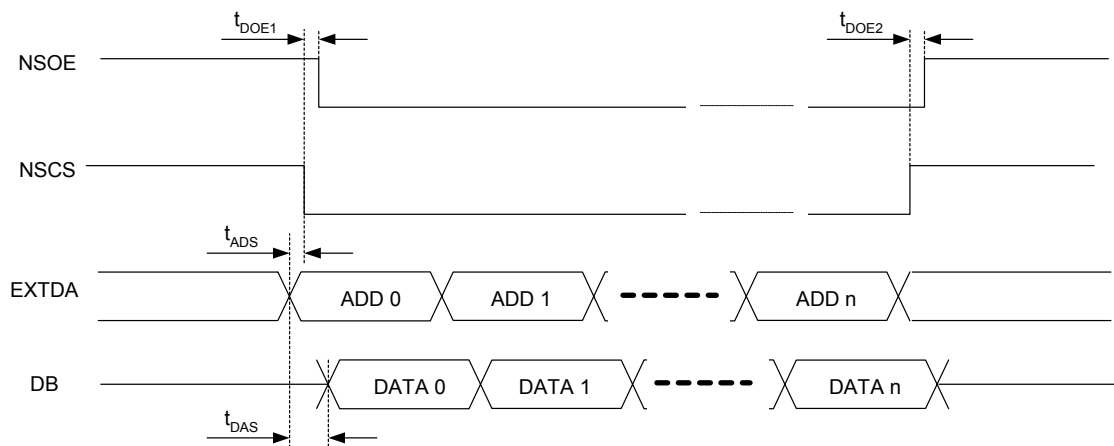 tDOE1 tDOE2
NSOE
NSCS
tADS
EXTDA ADD 0 ADD 1 ADD n
DB DATA 0 DATA 1 DATA n
tDAS